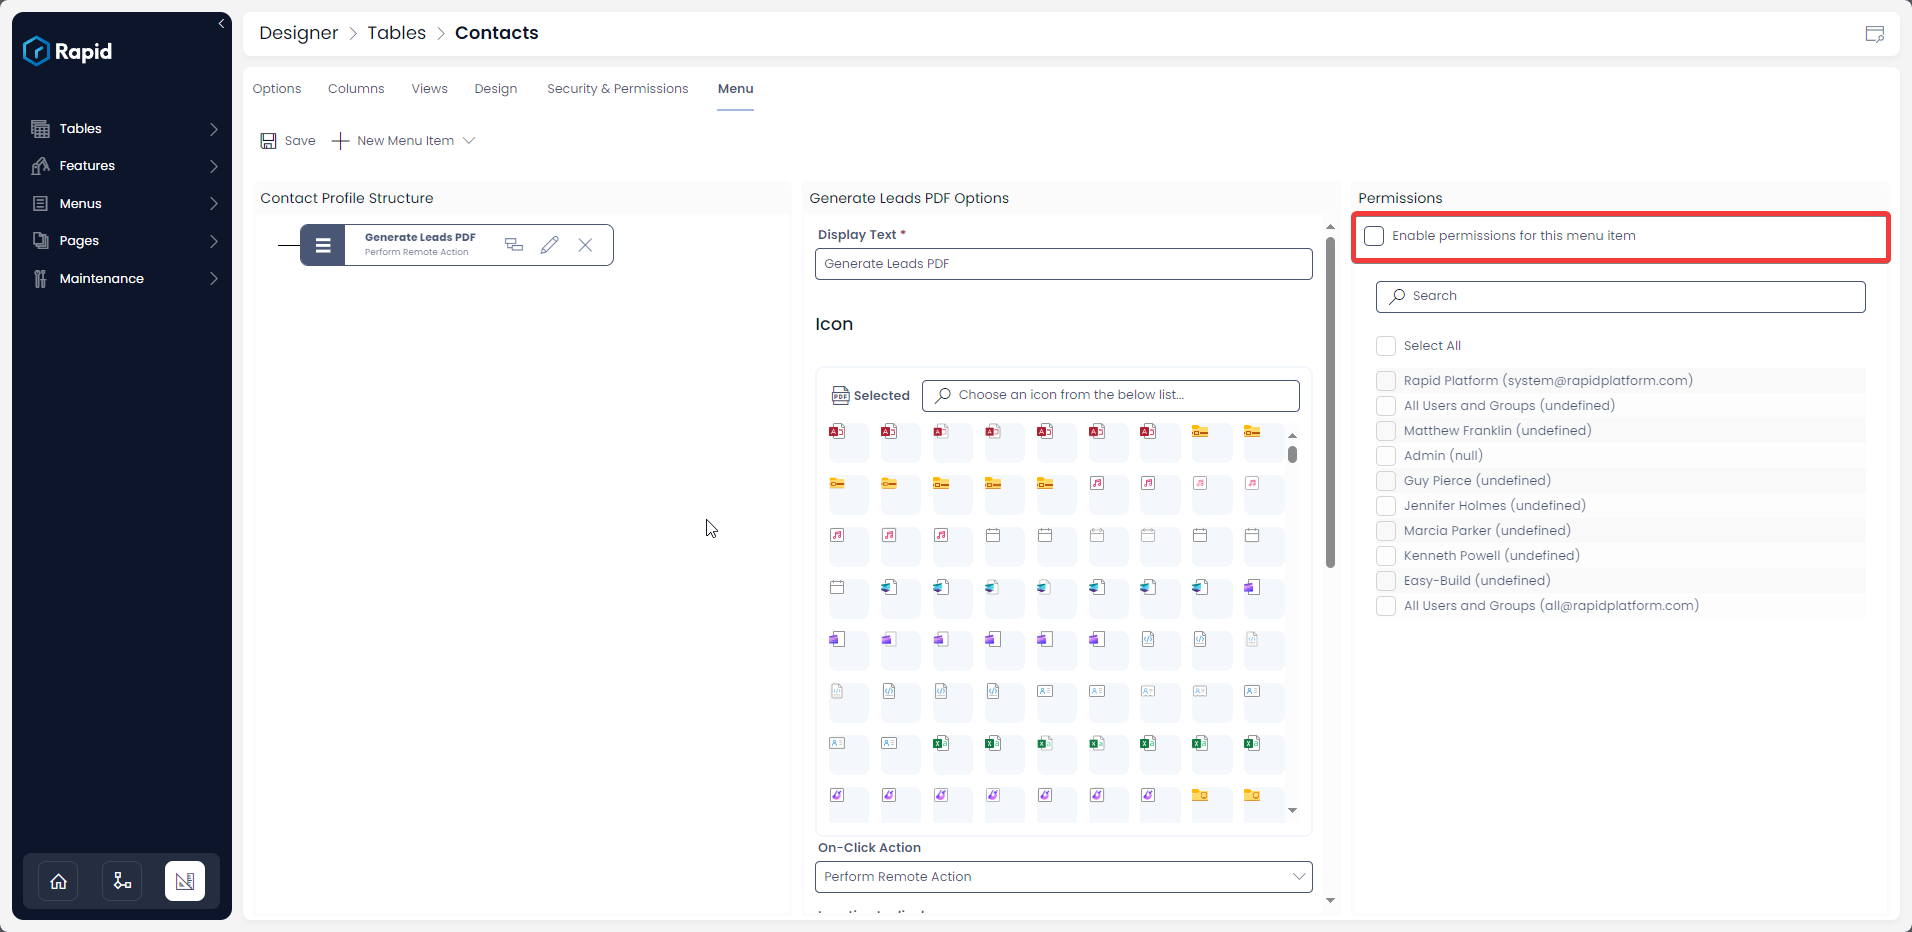 Rapid
Tables
Features
Menus
Pages
Maintenance
Designer > Tables > Contacts
Options Columns Views Design Security & Permissions Menu
Save New Menu Item
Contact Profile Structure
Generate Leads PDF
Perform Remote Action
Generate Leads PDF Options
Display Text *
Generate Leads PDF
Icon
PDF Selected Choose an icon from the below list...
On-Click Action
Perform Remote Action
Permissions
Enable permissions for this menu item
Search
Select All
Rapid Platform (system@rapidplatform.com)
All Users and Groups (undefined)
Matthew Franklin (undefined)
Admin (null)
Guy Pierce (undefined)
Jennifer Holmes (undefined)
Marcia Parker (undefined)
Kenneth Powell (undefined)
Easy-Build (undefined)
All Users and Groups (all@rapidplatform.com)